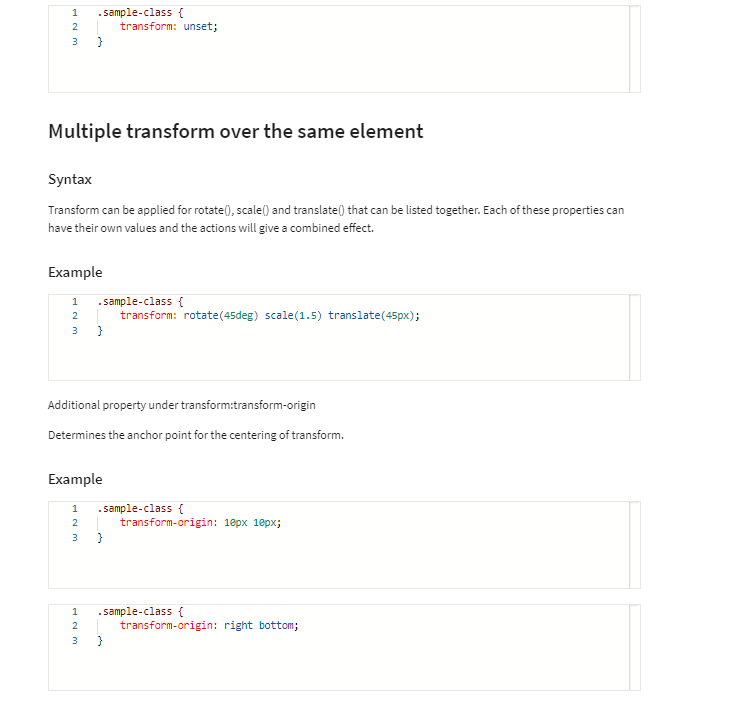 1 .sample-class {
2 transform: unset;
3 }
Multiple transform over the same element
Syntax
Transform can be applied for rotate(), scale() and translate() that can be listed together. Each of these properties can
have their own values and the actions will give a combined effect.
Example
1 .sample-class {
2 transform: rotate(45deg) scale(1.5) translate(45px);
3 }
Additional property under transform:transform-origin
Determines the anchor point for the centering of transform.
Example
1 .sample-class {
2 transform-origin: 10px 10px;
3 }
1 .sample-class {
2 transform-origin: right bottom;
3 }